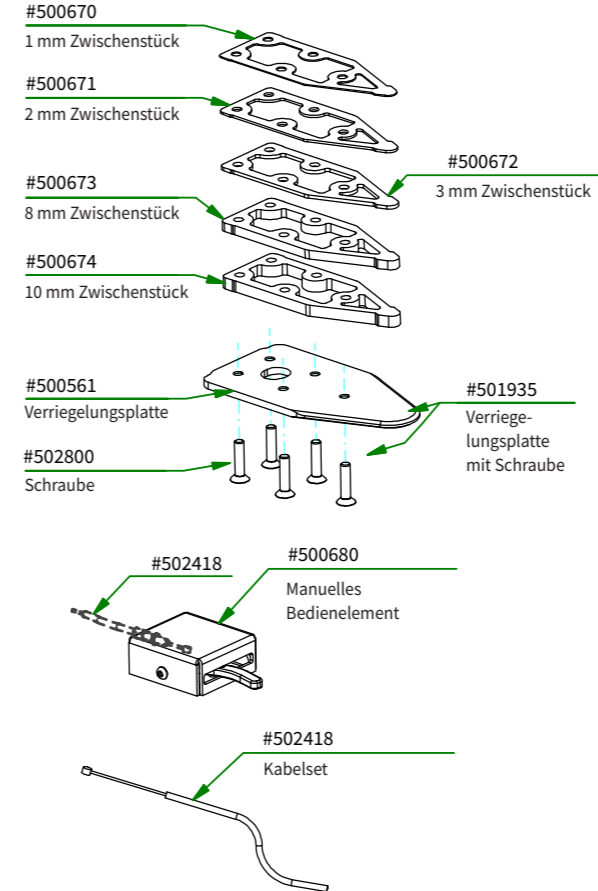 #500670
1 mm Zwischenstück
#500671
2 mm Zwischenstück
#500672
3 mm Zwischenstück
#500673
8 mm Zwischenstück
#500674
10 mm Zwischenstück
#500561
Verriegelungsplatte
#501935
Verriege-
lungsplatte
mit Schraube
#502800
Schraube
#502418
#500680
Manuelles
Bedienelement
#502418
Kabelset